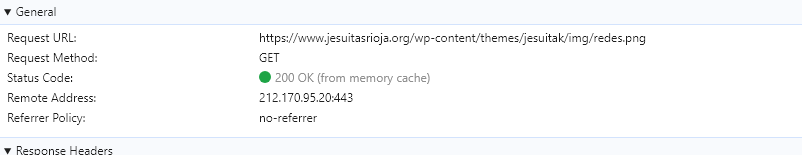 General
Request URL: https://www.jesuitasrioja.org/wp-content/themes/jesuitak/img/redes.png
Request Method: GET
Status Code: 200 OK (from memory cache)
Remote Address: 212.170.95.20:443
Referrer Policy: no-referrer
Response Headers